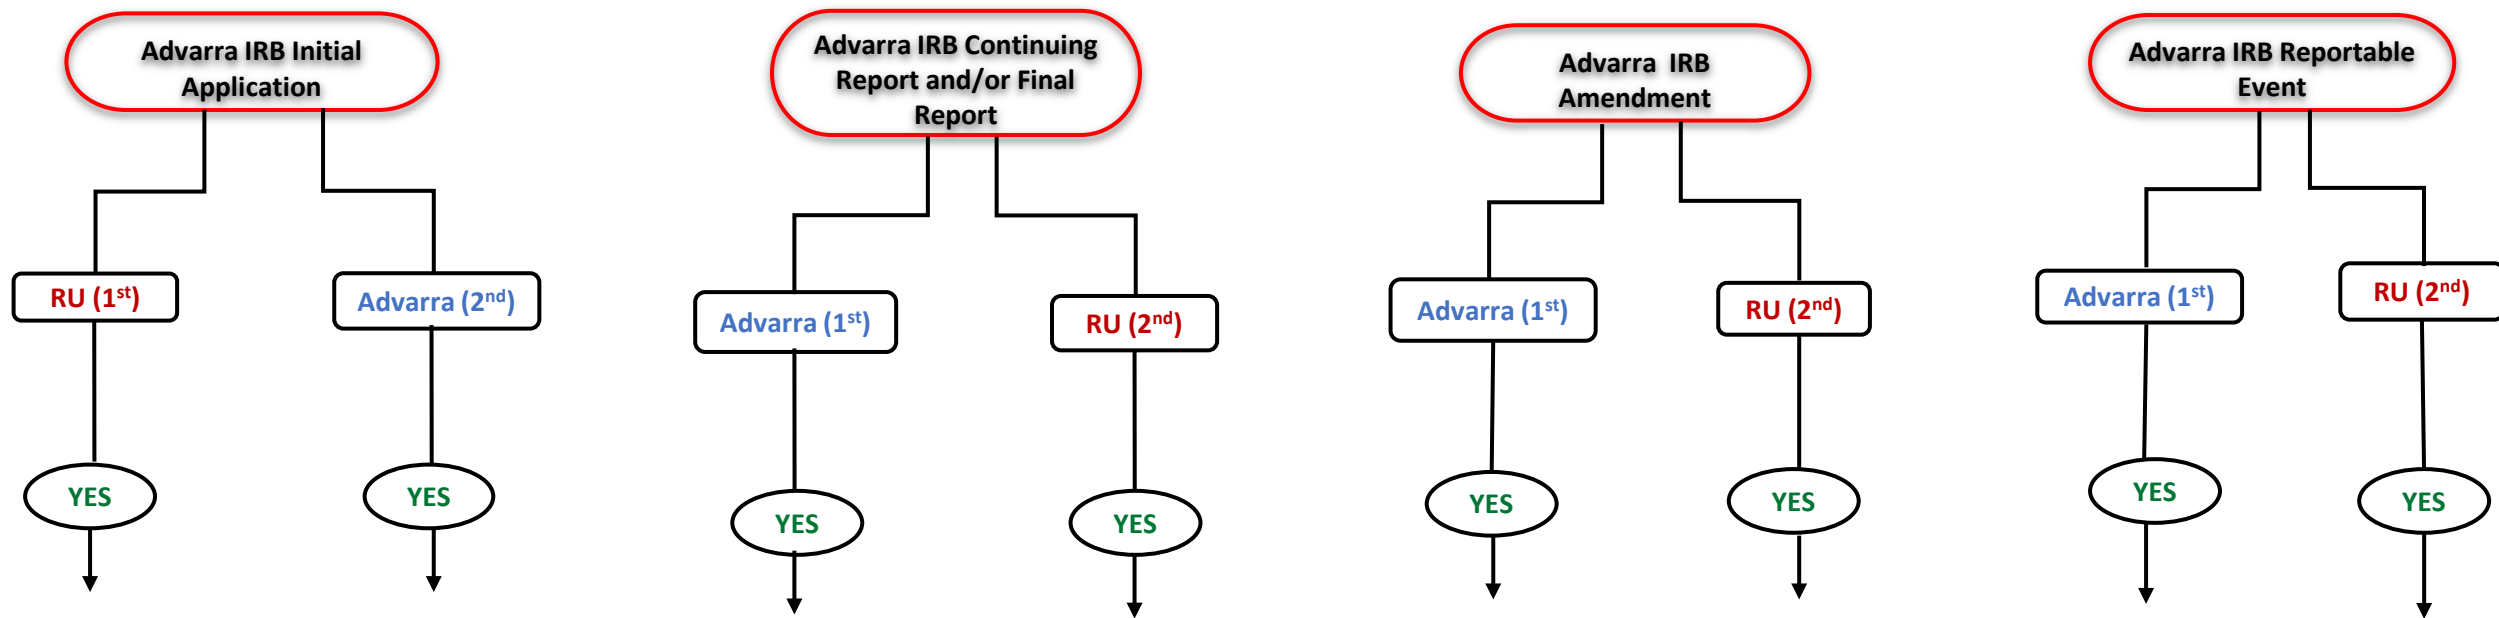 Advarra IRB Initial
Application
RU (1st)
Advarra (2nd)
YES
YES
Advarra IRB Continuing
Report and/or Final
Report
Advarra (1st)
RU (2nd)
YES
YES
Advarra IRB
Amendment
Advarra (1st)
RU (2nd)
YES
YES
Advarra IRB Reportable
Event
Advarra (1st)
RU (2nd)
YES
YES